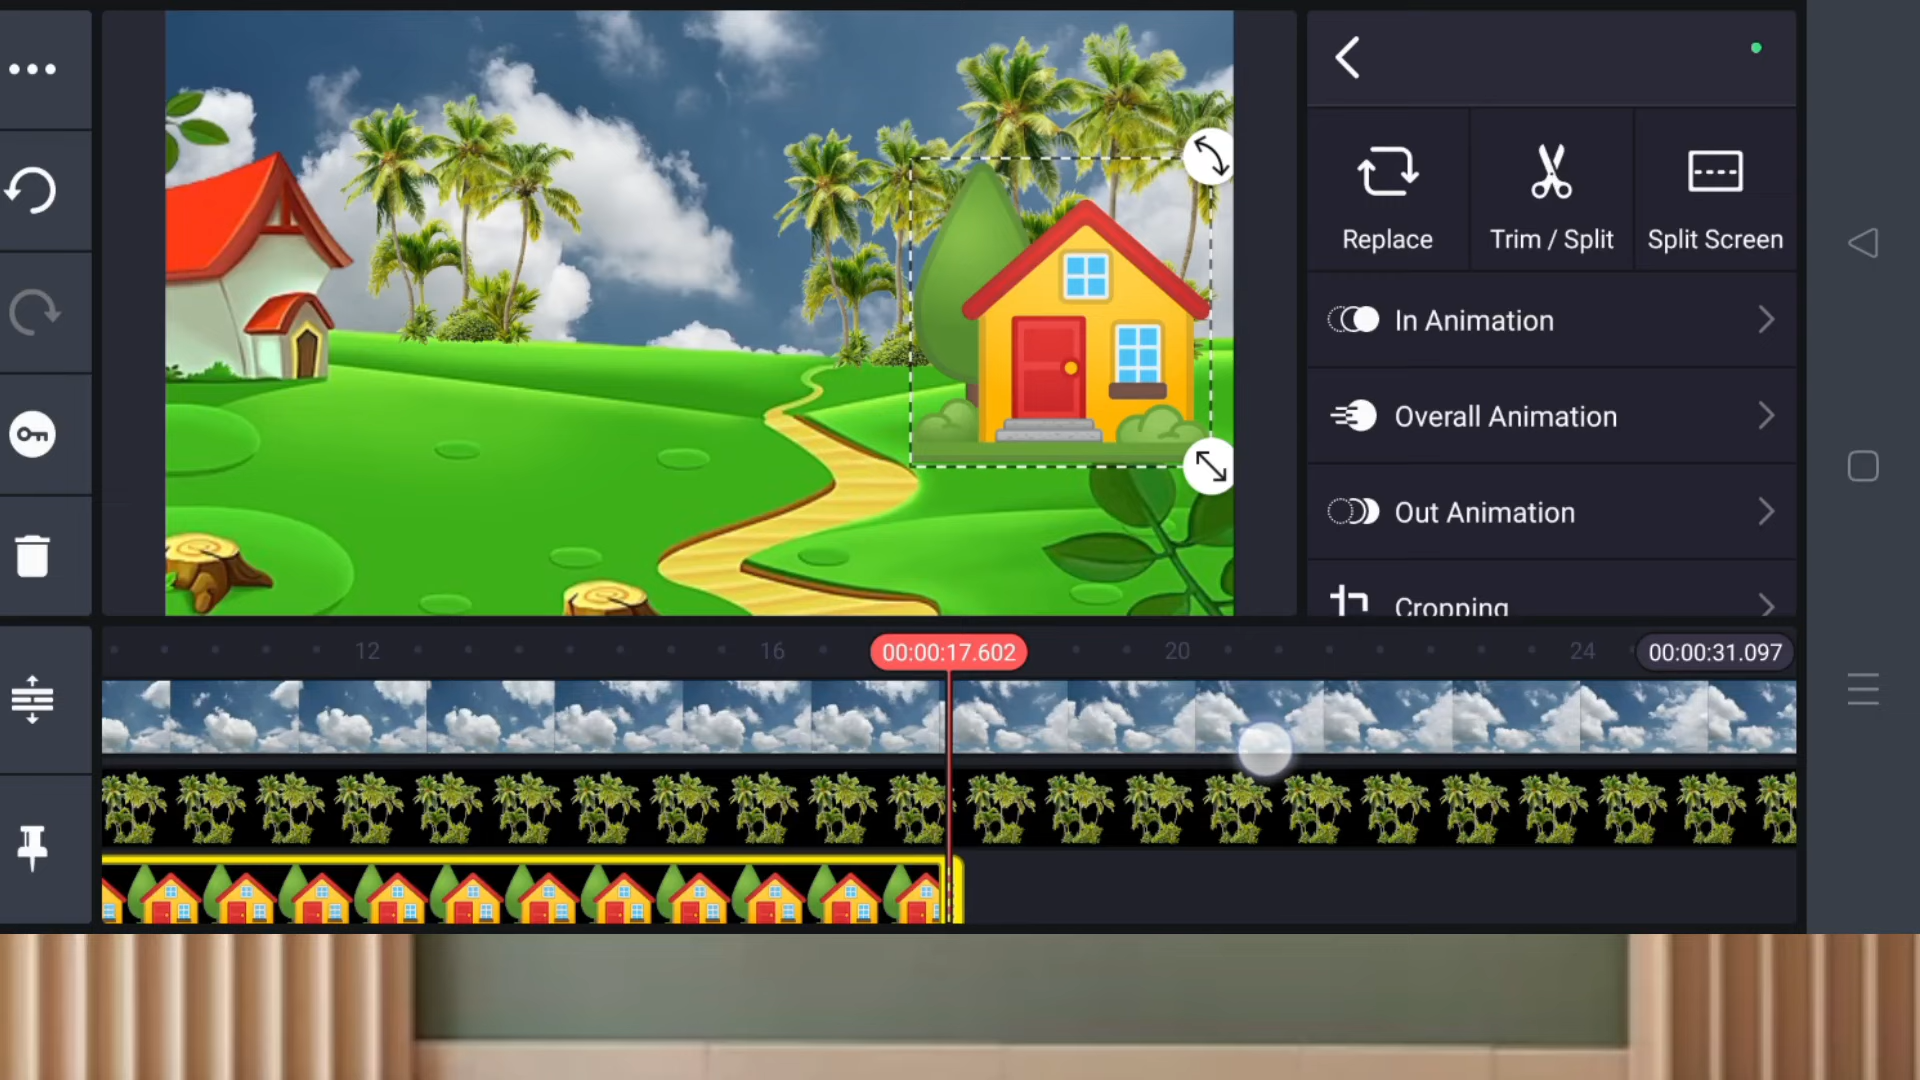 Replace
Trim / Split
Split Screen
In Animation
Overall Animation
Out Animation
Cropping
12
16
00:00:17.602
20
24
00:00:31.097